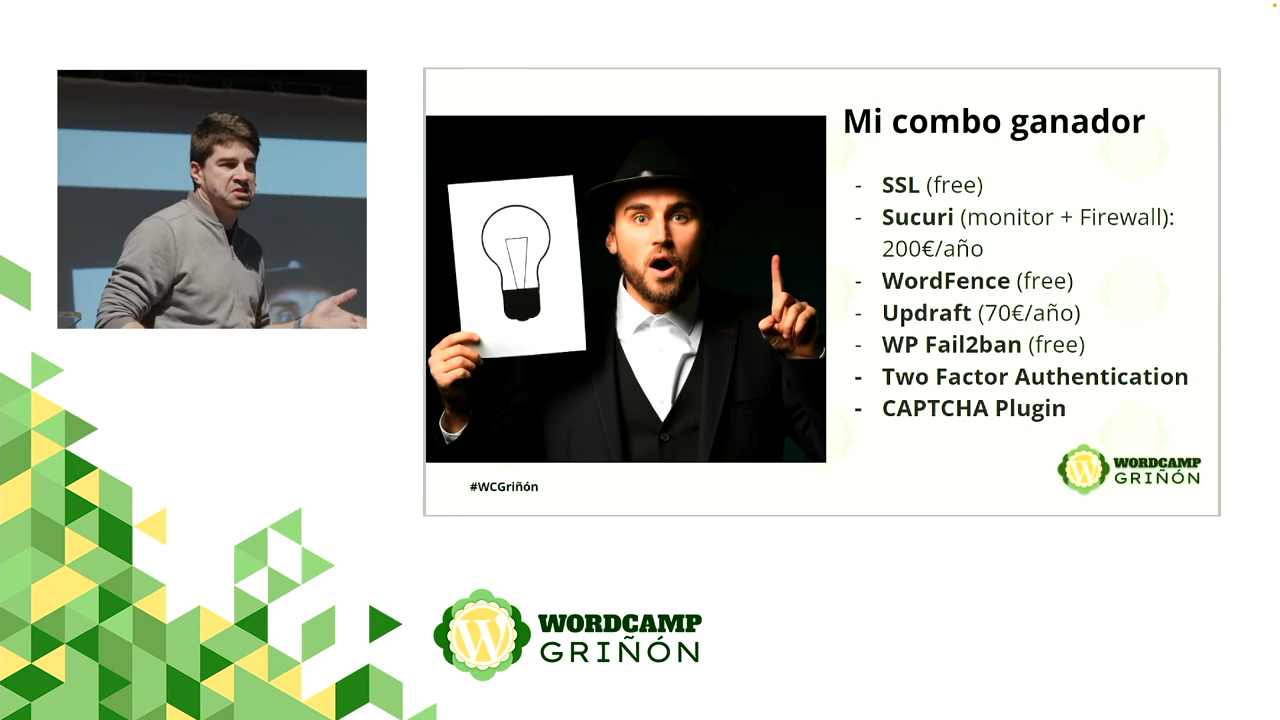 Mi combo ganador
- SSL (free)
- Sucuri (monitor + Firewall):
200€/año
- WordFence (free)
- Updraft (70€/año)
- WP Fail2ban (free)
- Two Factor Authentication
- CAPTCHA Plugin
#WCGriñón
WORDCAMP
GRIÑÓN
WORDCAMP
GRIÑÓN